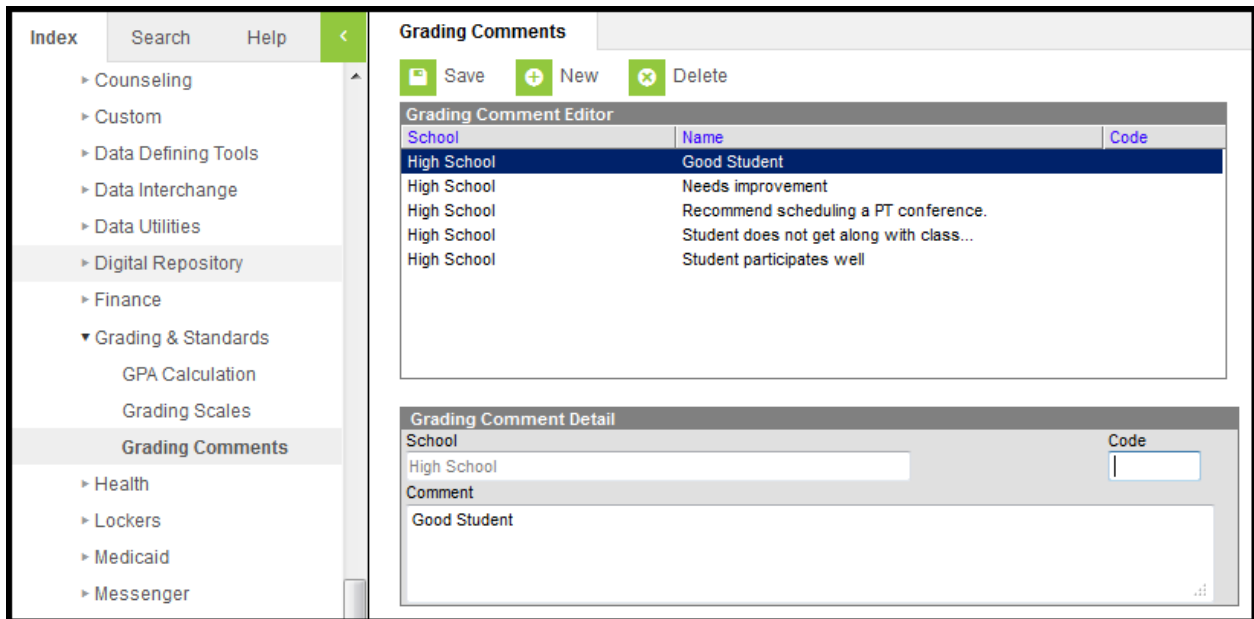 Index Search Help
Counseling
Custom
Data Defining Tools
Data Interchange
Data Utilities
Digital Repository
Finance
Grading & Standards
GPA Calculation
Grading Scales
Grading Comments
Health
Lockers
Medicaid
Messenger
Grading Comments
Save New Delete
Grading Comment Editor
School Name Code
High School Good Student
High School Needs improvement
High School Recommend scheduling a PT conference.
High School Student does not get along with class...
High School Student participates well
Grading Comment Detail
School Code
High School
Comment
Good Student